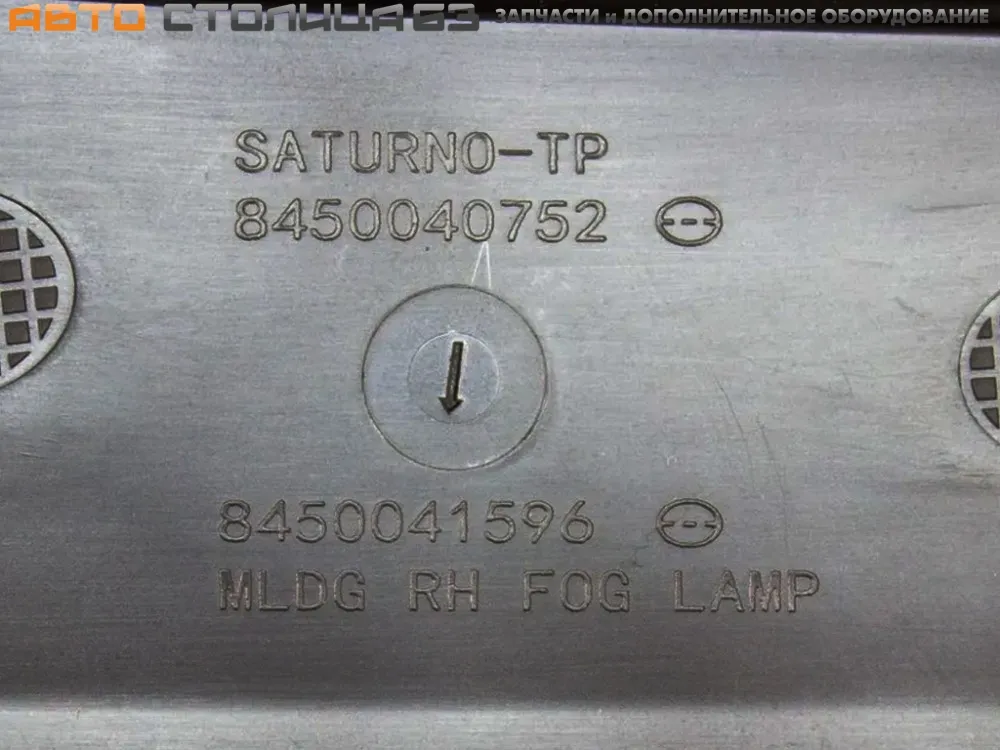 АВТО СТОЛИЦА 63
ЗАПЧАСТИ и ДОПОЛНИТЕЛЬНОЕ ОБОРУДОВАНИЕ
SATURNO-TP
8450040752
8450041596
MLDG RH FOG LAMP